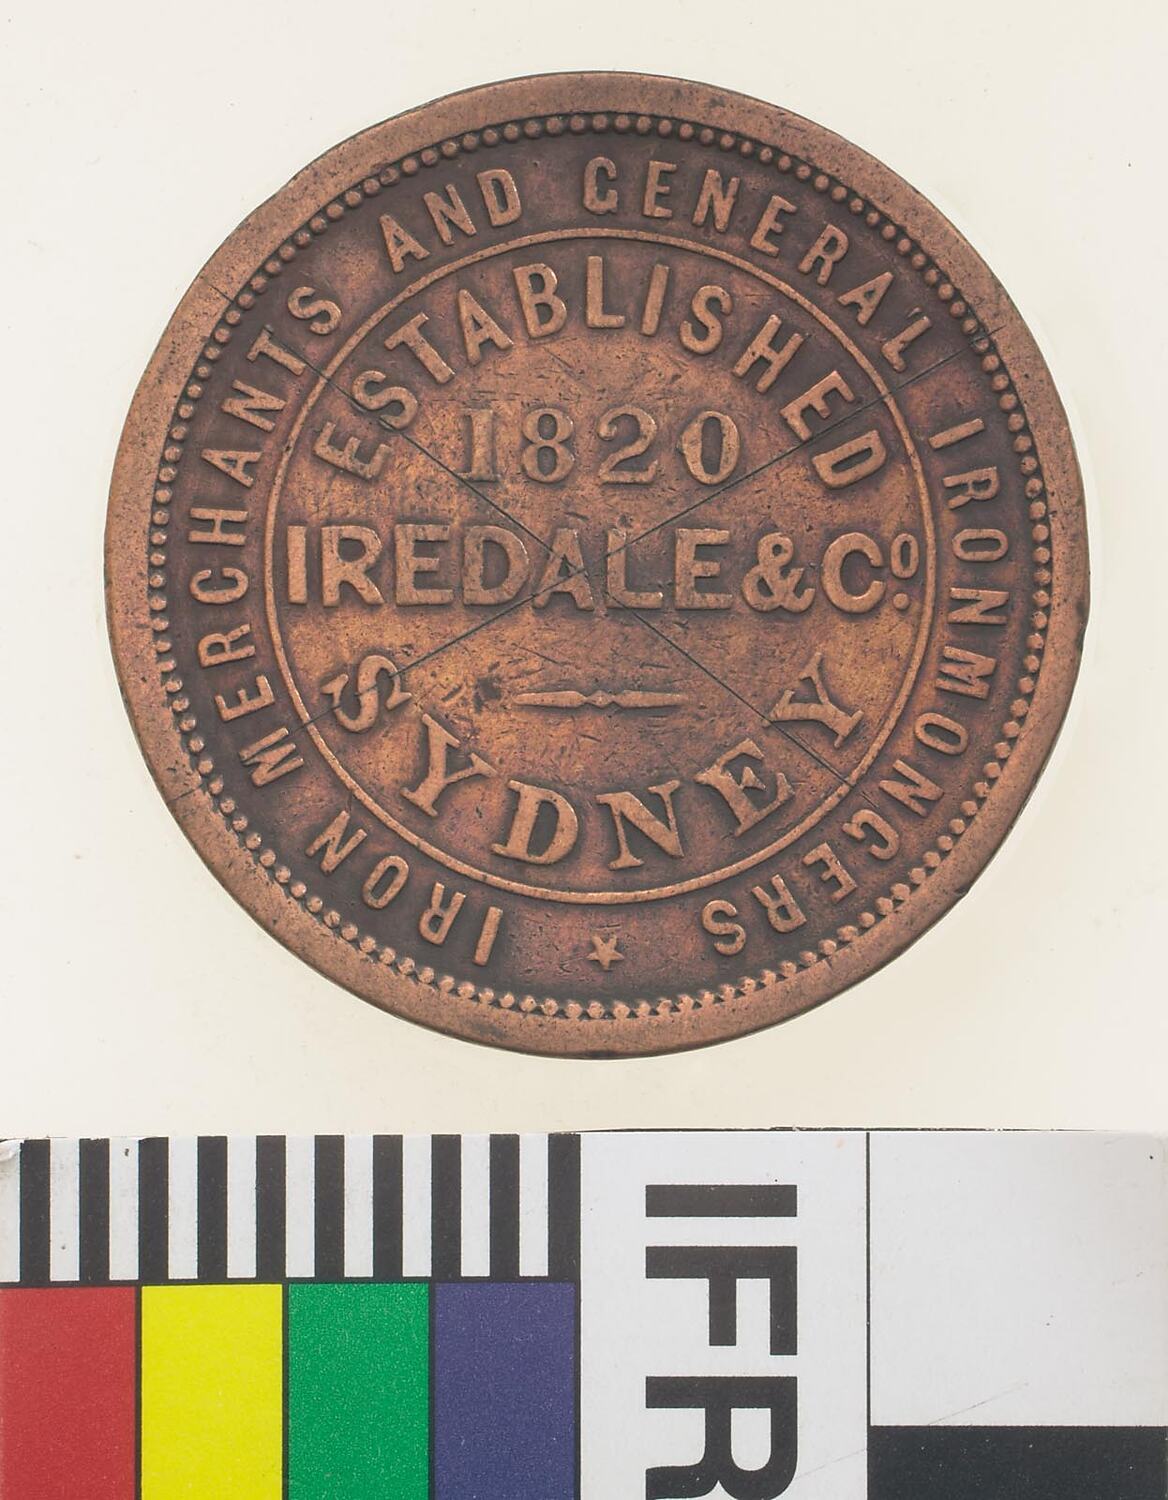 IRON MERCHANTS AND GENERAL IRONMONGERS
ESTABLISHED
1820
IREDALE & Co.
SYDNEY
IFR